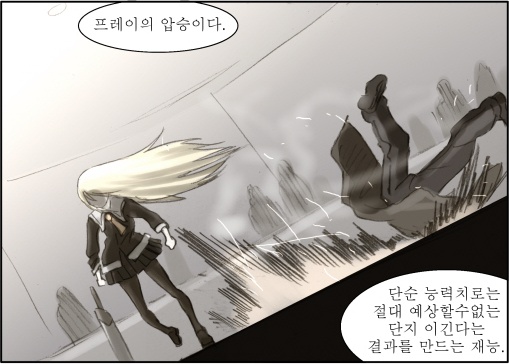 프레이의 압승이다.
단순 능력치로는
절대 예상할수없는
단지 이긴다는
결과를 만드는 재능.